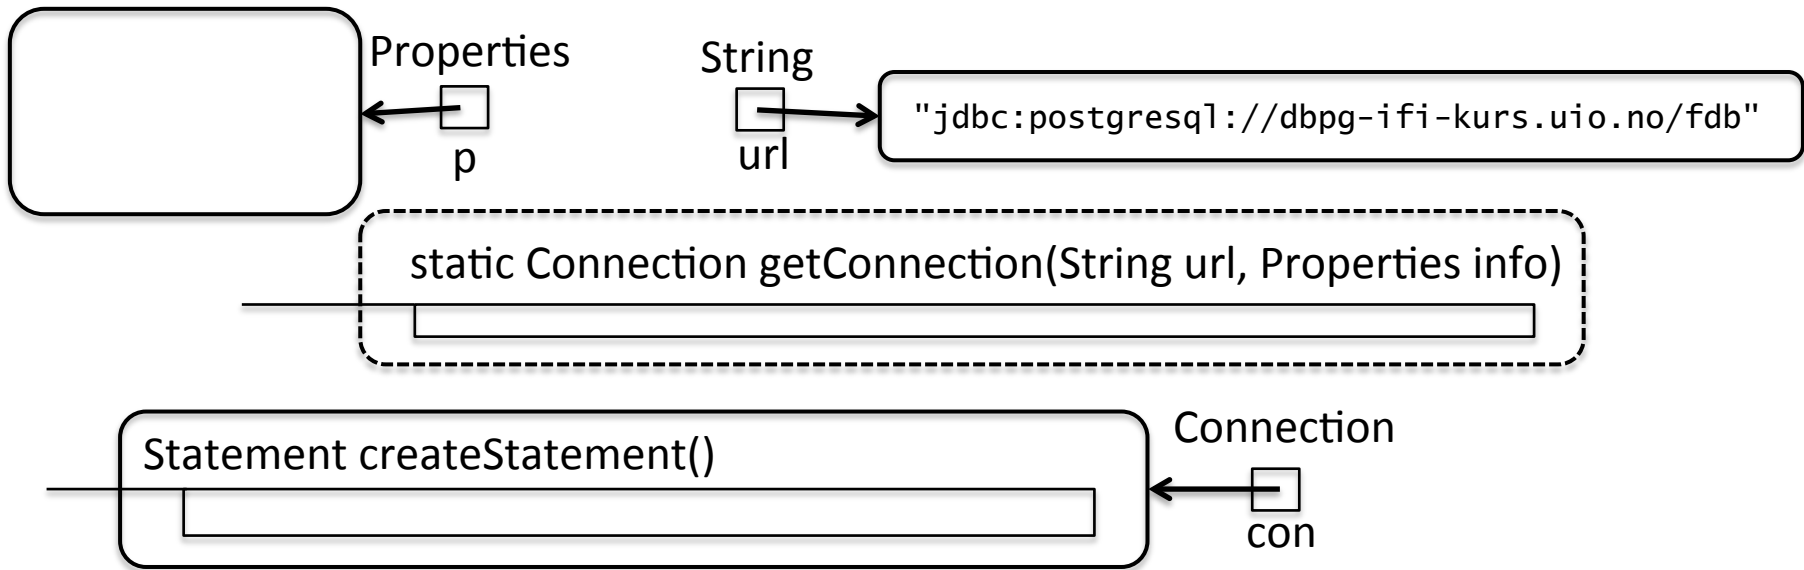 Properties
String
p
url
"jdbc:postgresql://dbpg-ifi-kurs.uio.no/fdb"
static Connection getConnection(String url, Properties info)
Statement createStatement()
Connection
con